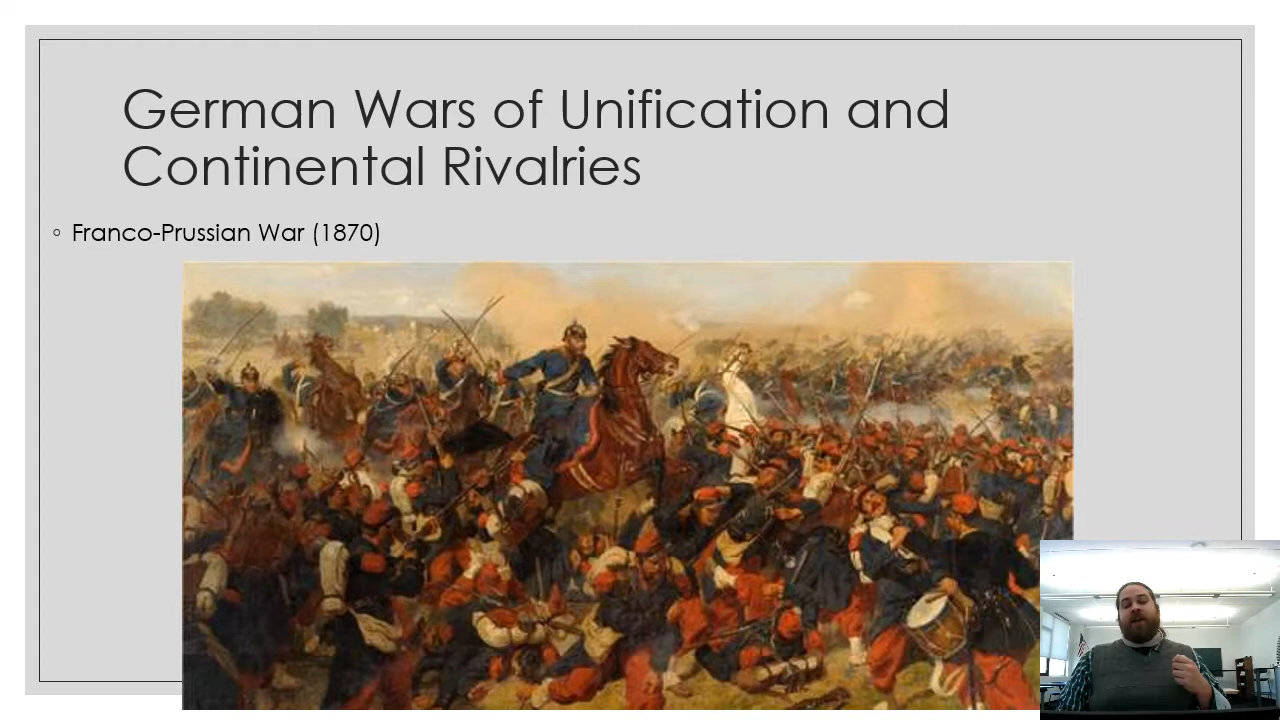 German Wars of Unification and
Continental Rivalries
◦ Franco-Prussian War (1870)